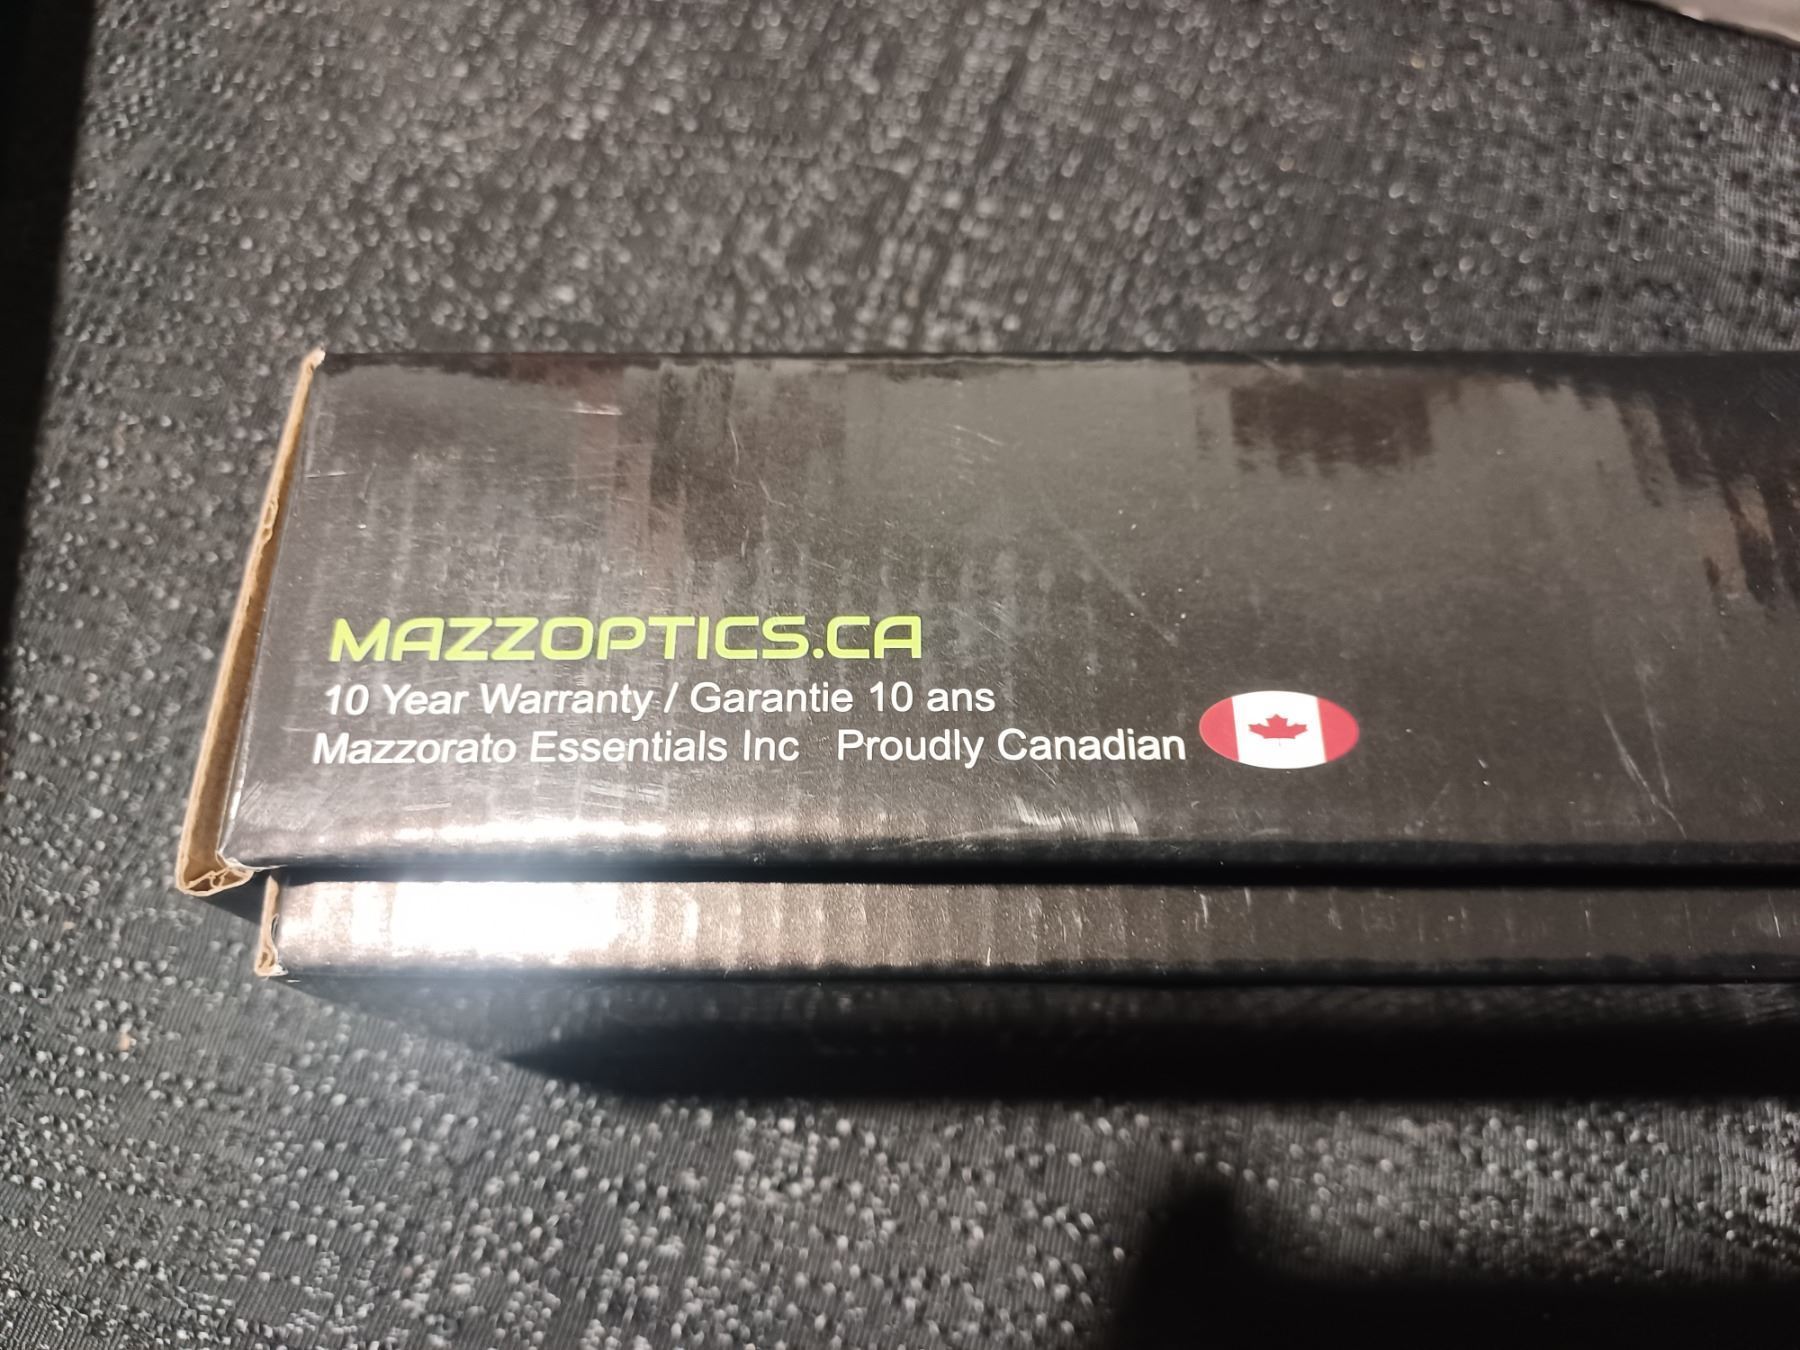 MAZZOPTICS.CA
10 Year Warranty / Garantie 10 ans
Mazzorato Essentials Inc Proudly Canadian